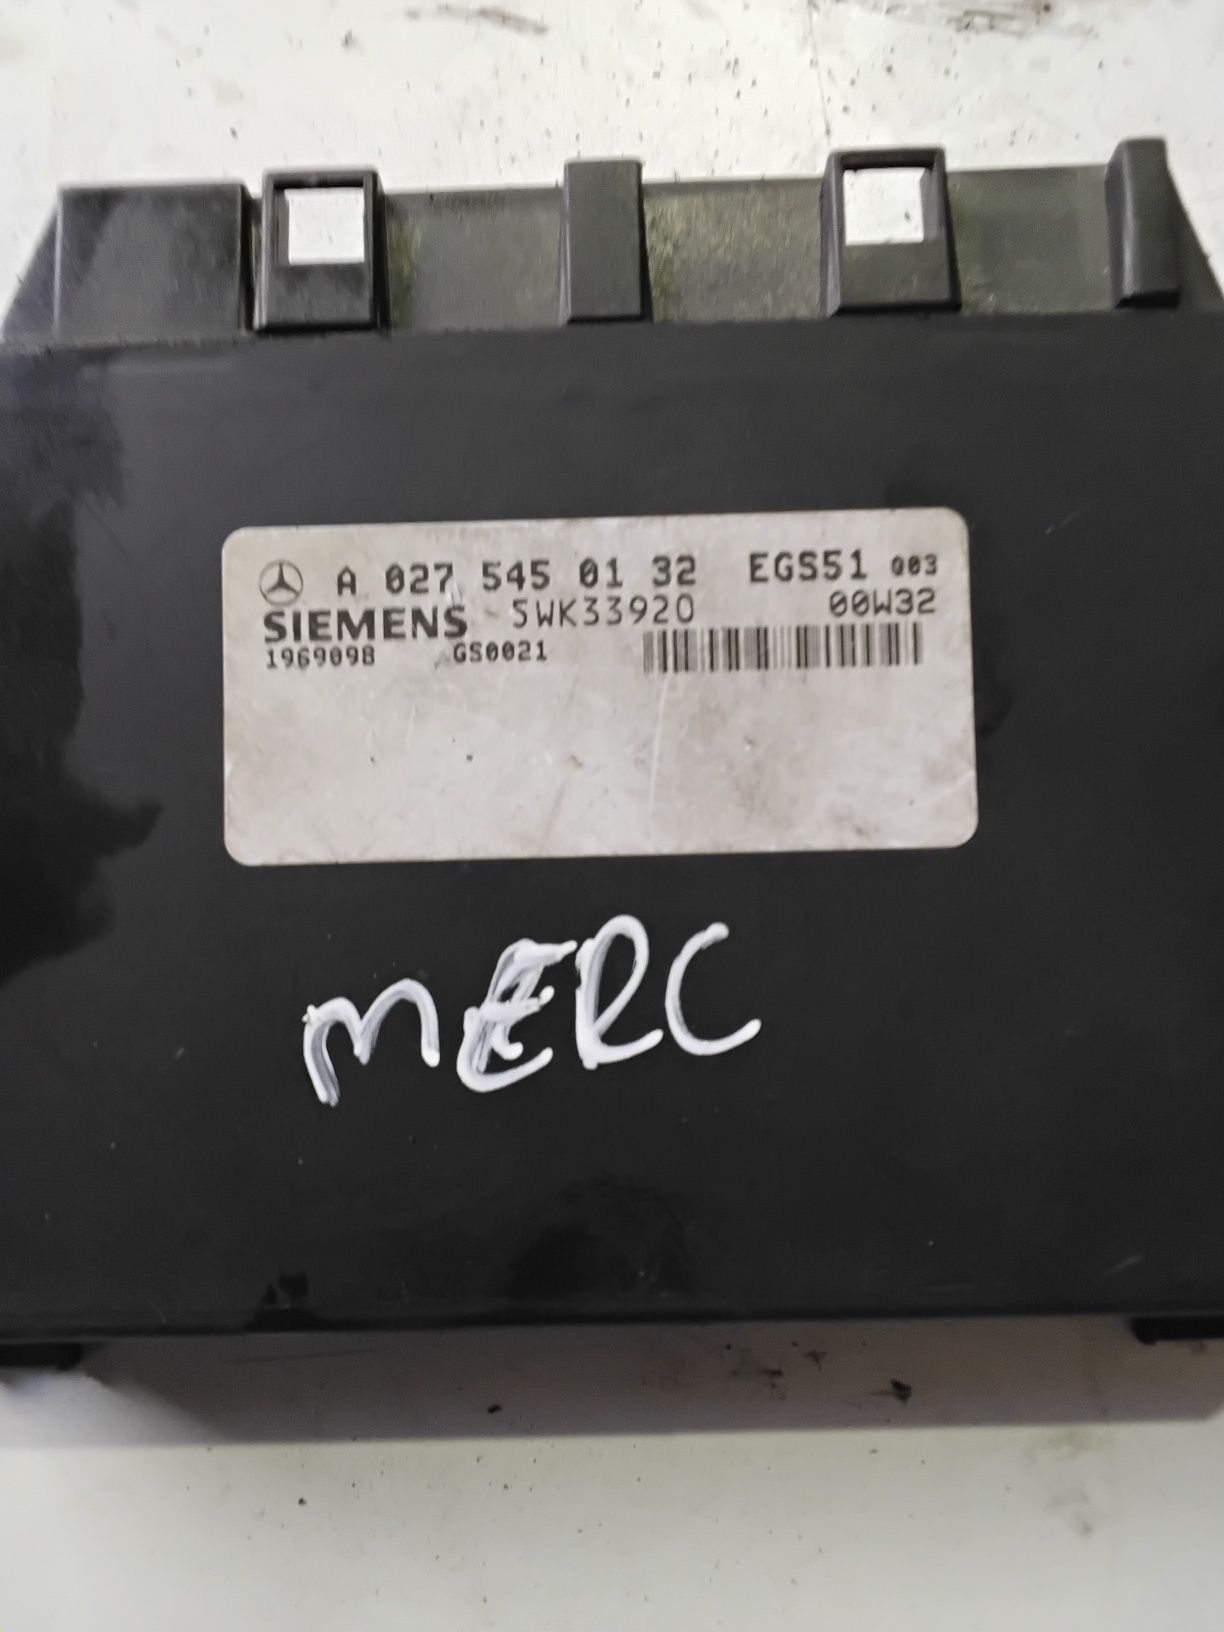 A 027 545 01 32 EGS51 003
SIEMENS 5WK33920 00W32
1969098 GS0021
MERC